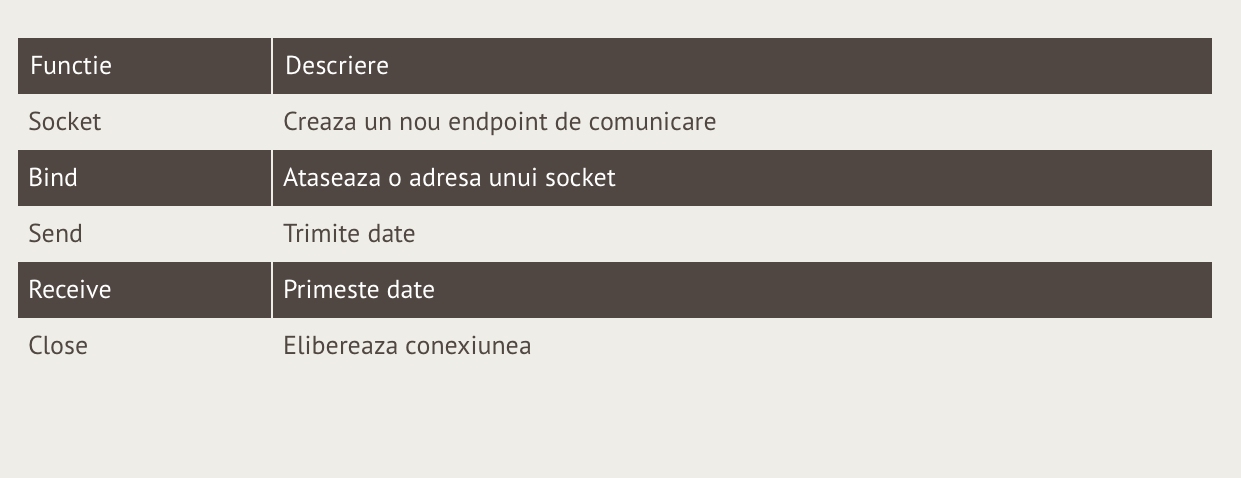 Functie Descriere
Socket Creaza un nou endpoint de comunicare
Bind Ataseaza o adresa unui socket
Send Trimite date
Receive Primeste date
Close Elibereaza conexiunea